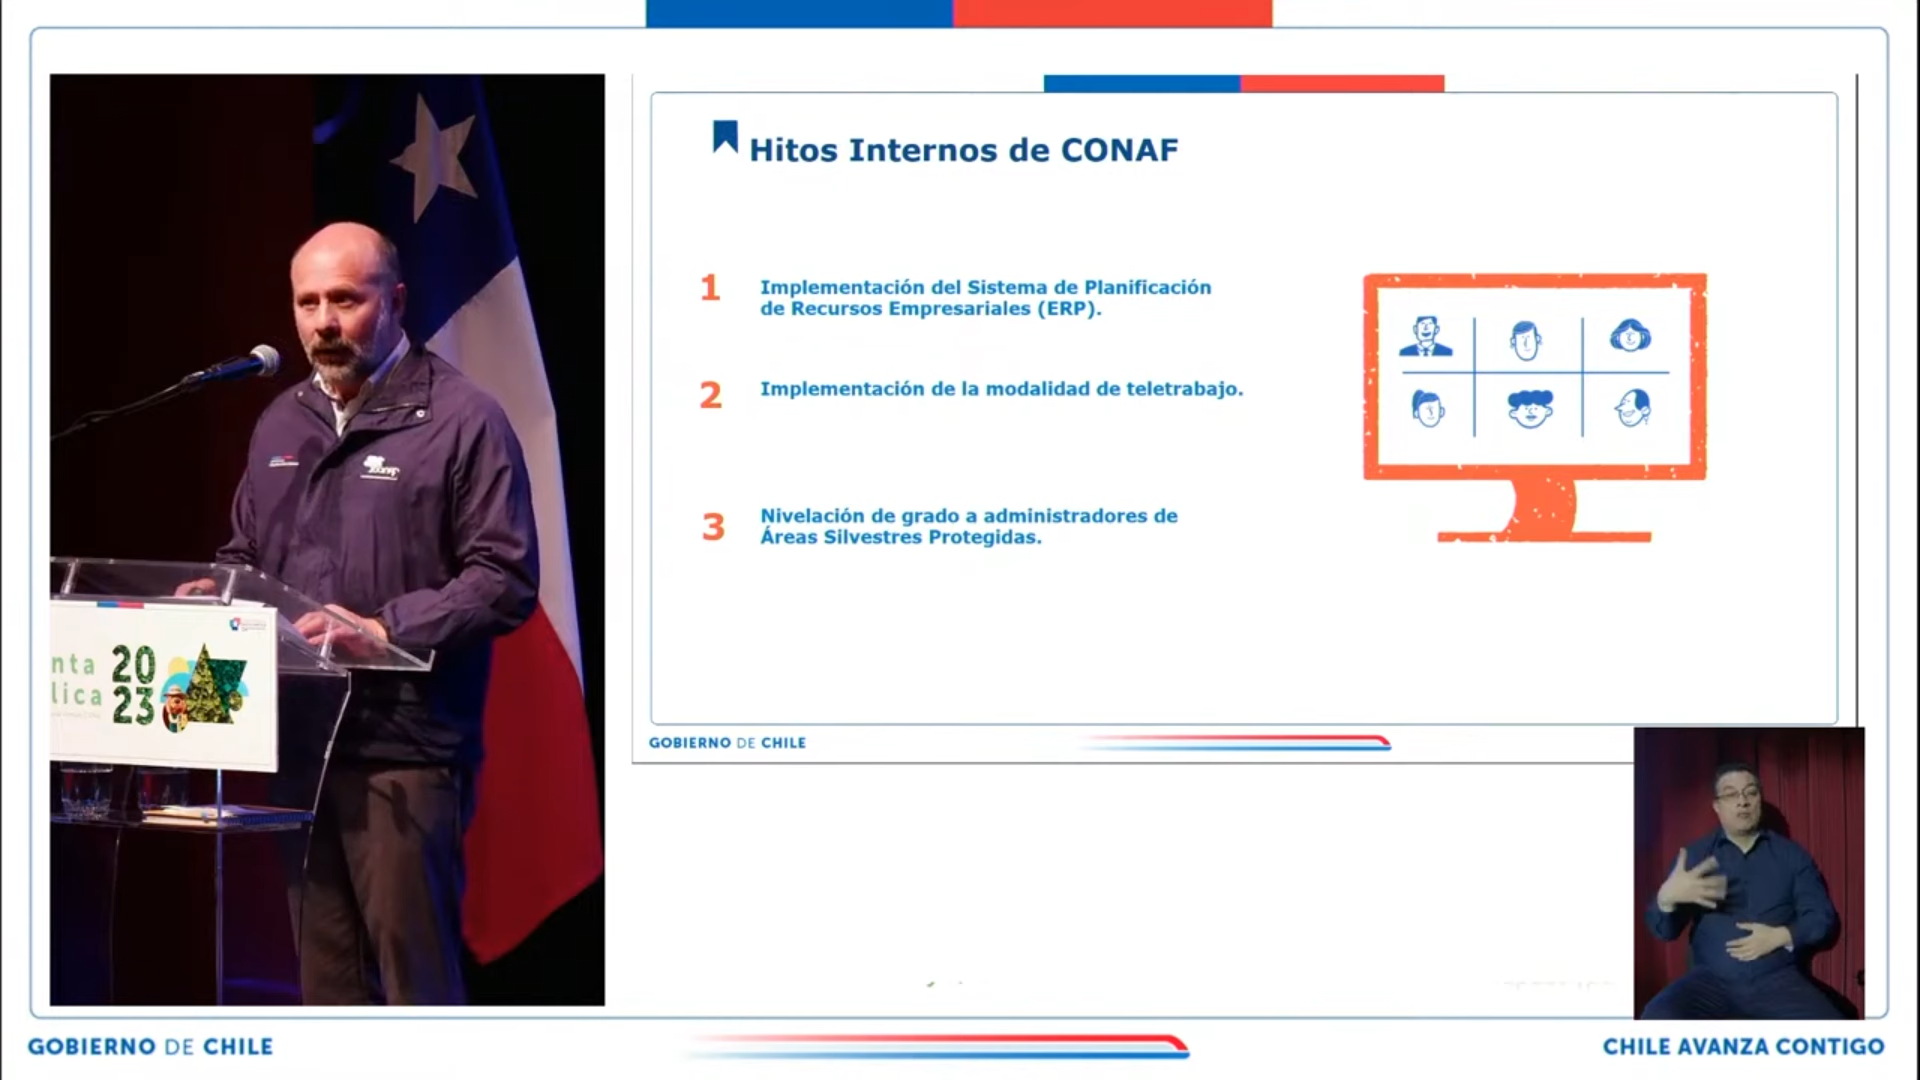 Hitos Internos de CONAF
1
Implementación del Sistema de Planificación
de Recursos Empresariales (ERP).
2
Implementación de la modalidad de teletrabajo.
3
Nivelación de grado a administradores de
Áreas Silvestres Protegidas.
GOBIERNO DE CHILE
conaf
nta
lica
20
23
GOBIERNO DE CHILE
CHILE AVANZA CONTIGO